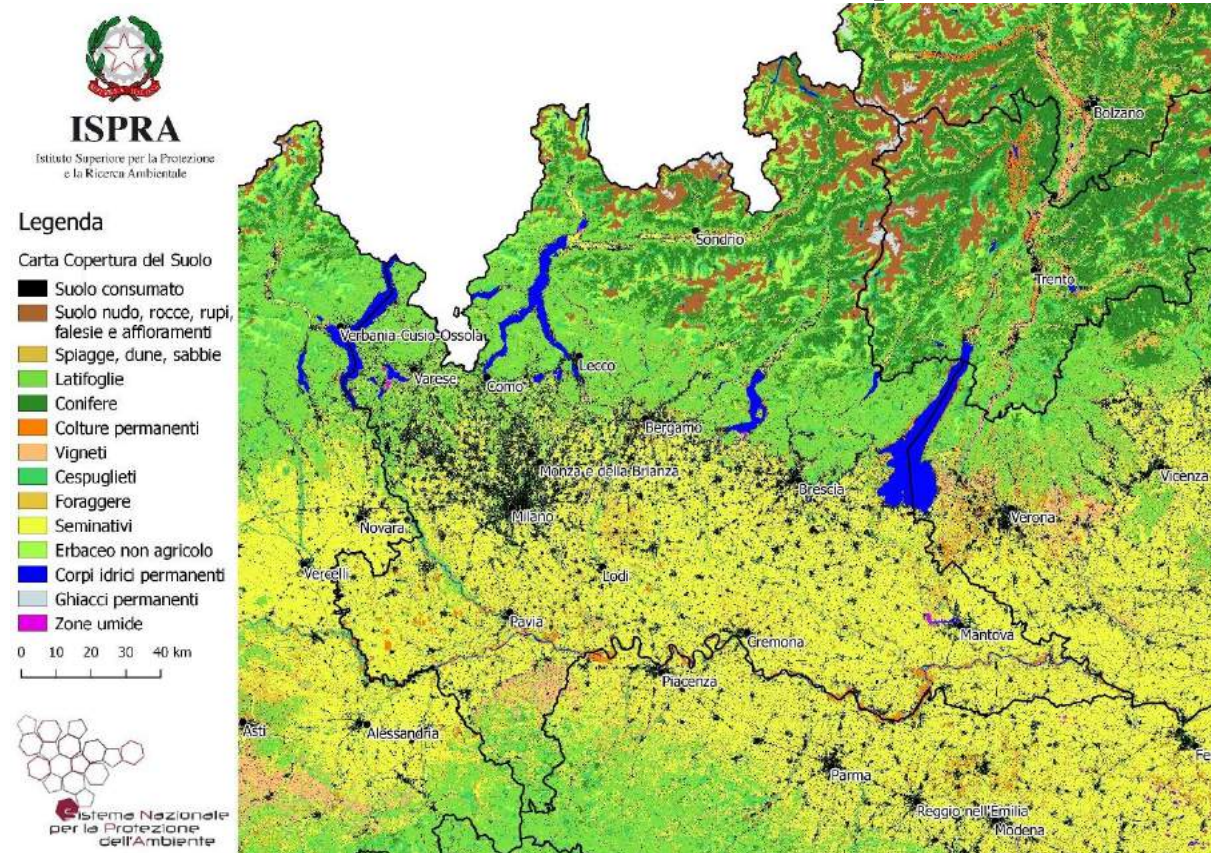 ISPRA
Istituto Superiore per la Protezione
e la Ricerca Ambientale
Legenda
Carta Copertura del Suolo
Suolo consumato
Suolo nudo, rocce, rupi,
falesie e affioramenti
Spiagge, dune, sabbie
Latifoglie
Conifere
Colture permanenti
Vigneti
Cespuglieti
Foraggere
Seminativi
Erbaceo non agricolo
Corpi idrici permanenti
Ghiacci permanenti
Zone umide
0 10 20 30 40 km
Sistema Nazionale
per la Protezione
dell'Ambiente
Bolzano
Sondrio
Trento
Verbania-Cusio-Ossola
Lecco
Varese
Como
Bergamo
Monza e della Brianza
Vicenza
Brescia
Milano
Novara
Verona
Vercelli
Lodi
Pavia
Cremona
Mantova
Piacenza
Asti
Alessandria
Fe
Parma
Reggio nell'Emilia
Modena